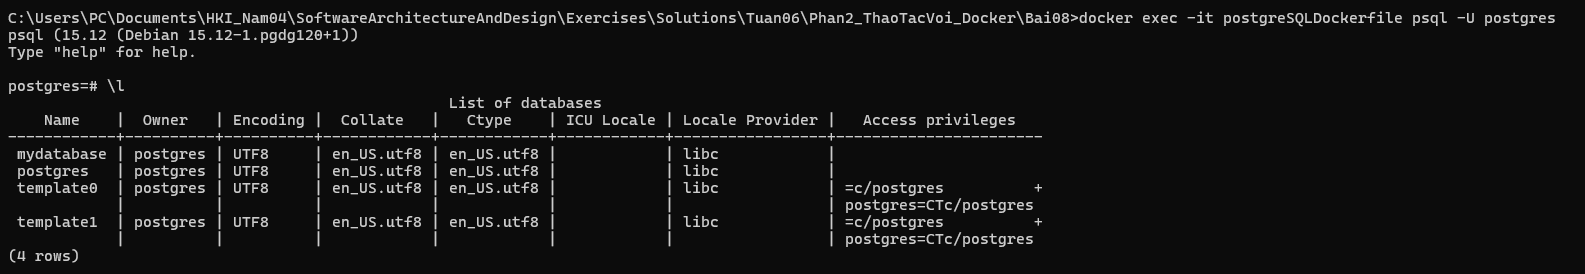 C:\Users\PC\Documents\HKI_Nam04\SoftwareArchitectureAndDesign\Exercises\Solutions\Tuan06\Phan2_ThaoTacVoi_Docker\Bai08>docker exec -it postgreSQLDockerfile psql -U postgres
psql (15.12 (Debian 15.12-1.pgdg120+1))
Type "help" for help.

postgres=# \l
                                                 List of databases
    Name    |  Owner   | Encoding |  Collate   |   Ctype    | ICU Locale | Locale Provider |   Access privileges
------------+----------+----------+------------+------------+------------+-----------------+-----------------------
 mydatabase | postgres | UTF8     | en_US.utf8 | en_US.utf8 |            | libc            |
 postgres   | postgres | UTF8     | en_US.utf8 | en_US.utf8 |            | libc            |
 template0  | postgres | UTF8     | en_US.utf8 | en_US.utf8 |            | libc            | =c/postgres          +
            |          |          |            |            |            |                 | postgres=CTc/postgres
 template1  | postgres | UTF8     | en_US.utf8 | en_US.utf8 |            | libc            | =c/postgres          +
            |          |          |            |            |            |                 | postgres=CTc/postgres
(4 rows)